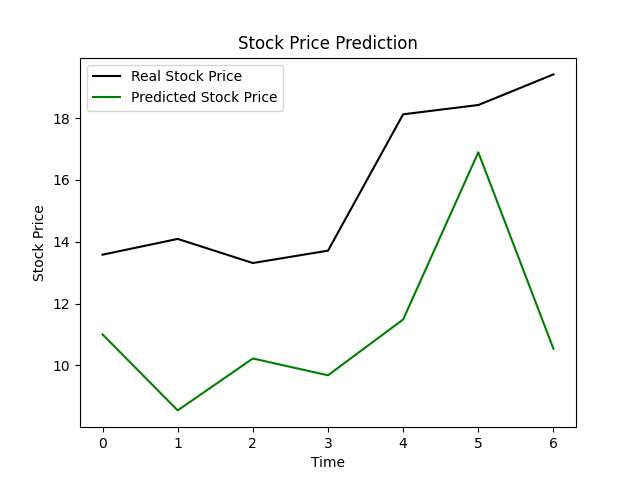 Stock Price Prediction
Real Stock Price
Predicted Stock Price
Stock Price
18
16
14
12
10
0 1 2 3 4 5 6
Time